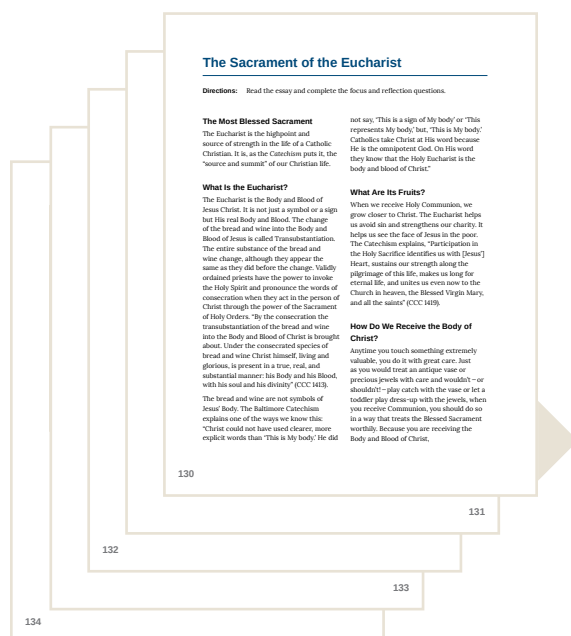 The Sacrament of the Eucharist
Directions: Read the essay and complete the focus and reflection questions.
The Most Blessed Sacrament
The Eucharist is the highpoint and
source of strength in the life of a Catholic
Christian. It is, as the Catechism puts it, the
"source and summit" of our Christian life.
What Is the Eucharist?
The Eucharist is the Body and Blood of
Jesus Christ. It is not just a symbol or a sign
but His real Body and Blood. The change
of the bread and wine into the Body and
Blood of Jesus is called Transubstantiation.
The entire substance of the bread and
wine change, although they appear the
same as they did before the change. Validly
ordained priests have the power to invoke
the Holy Spirit and pronounce the words of
consecration when they act in the person of
Christ through the power of the Sacrament
of Holy Orders. "By the consecration the
transubstantiation of the bread and wine
into the Body and Blood of Christ is brought
about. Under the consecrated species of
bread and wine Christ himself, living and
glorious, is present in a true, real, and
substantial manner: his Body and his Blood,
with his soul and his divinity" (CCC 1413).
The bread and wine are not symbols of
Jesus' Body. The Baltimore Catechism
explains one of the ways we know this:
"Christ could not have used clearer, more
explicit words than 'This is My body.' He did
not say, 'This is a sign of My body' or 'This
represents My body,' but, 'This is My body.'
Catholics take Christ at His word because
He is the omnipotent God. On His word
they know that the Holy Eucharist is the
body and blood of Christ."
What Are Its Fruits?
When we receive Holy Communion, we
grow closer to Christ. The Eucharist helps
us avoid sin and strengthens our charity. It
helps us see the face of Jesus in the poor.
The Catechism explains, "Participation in
the Holy Sacrifice identifies us with [Jesus']
Heart, sustains our strength along the
pilgrimage of this life, makes us long for
eternal life, and unites us even now to the
Church in heaven, the Blessed Virgin Mary,
and all the saints" (CCC 1419).
How Do We Receive the Body of
Christ?
Anytime you touch something extremely
valuable, you do it with great care. Just
as you would treat an antique vase or
precious jewels with care and wouldn't – or
shouldn't! – play catch with the vase or let a
toddler play dress-up with the jewels, when
you receive Communion, you should do so
in a way that treats the Blessed Sacrament
worthily. Because you are receiving the
Body and Blood of Christ,
130
131
132
133
134